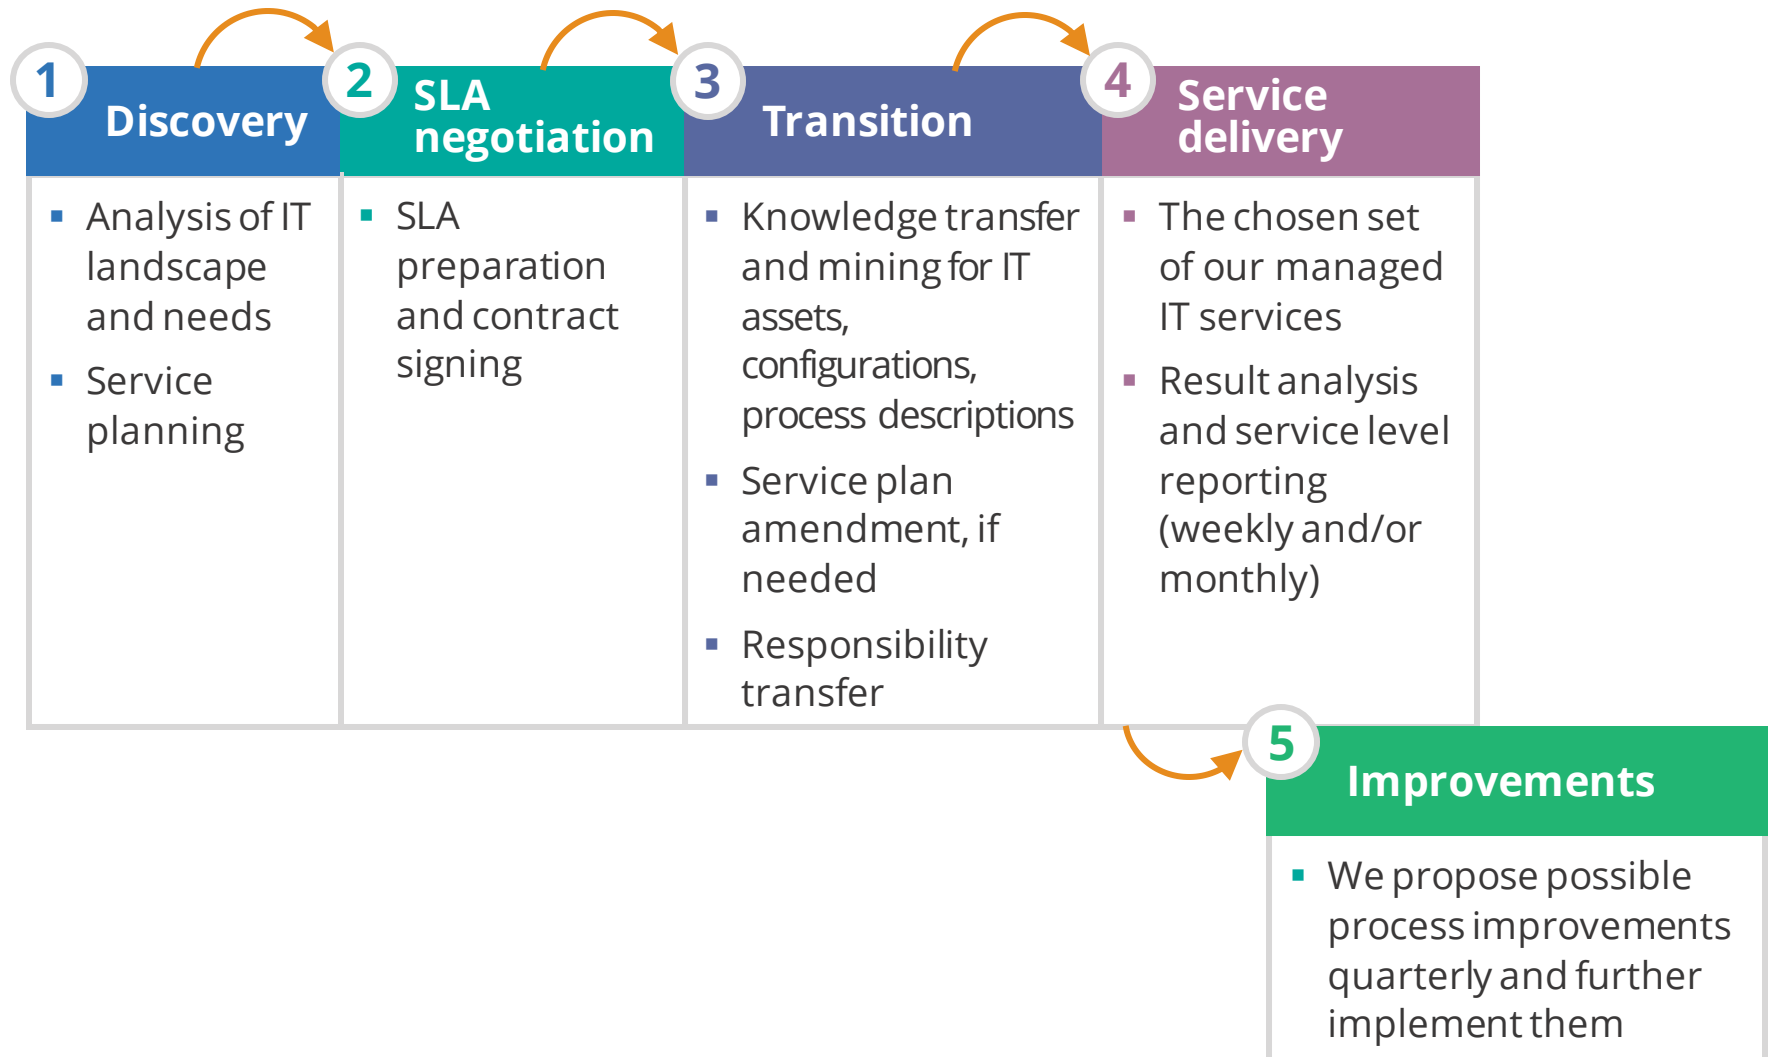 1
Discovery
Analysis of IT
landscape
and needs
Service
planning
2
SLA
negotiation
SLA
preparation
and contract
signing
3
Transition
Knowledge transfer
and mining for IT
assets,
configurations,
process descriptions
Service plan
amendment, if
needed
Responsibility
transfer
4
Service
delivery
The chosen set
of our managed
IT services
Result analysis
and service level
reporting
(weekly and/or
monthly)
5
Improvements
We propose possible
process improvements
quarterly and further
implement them